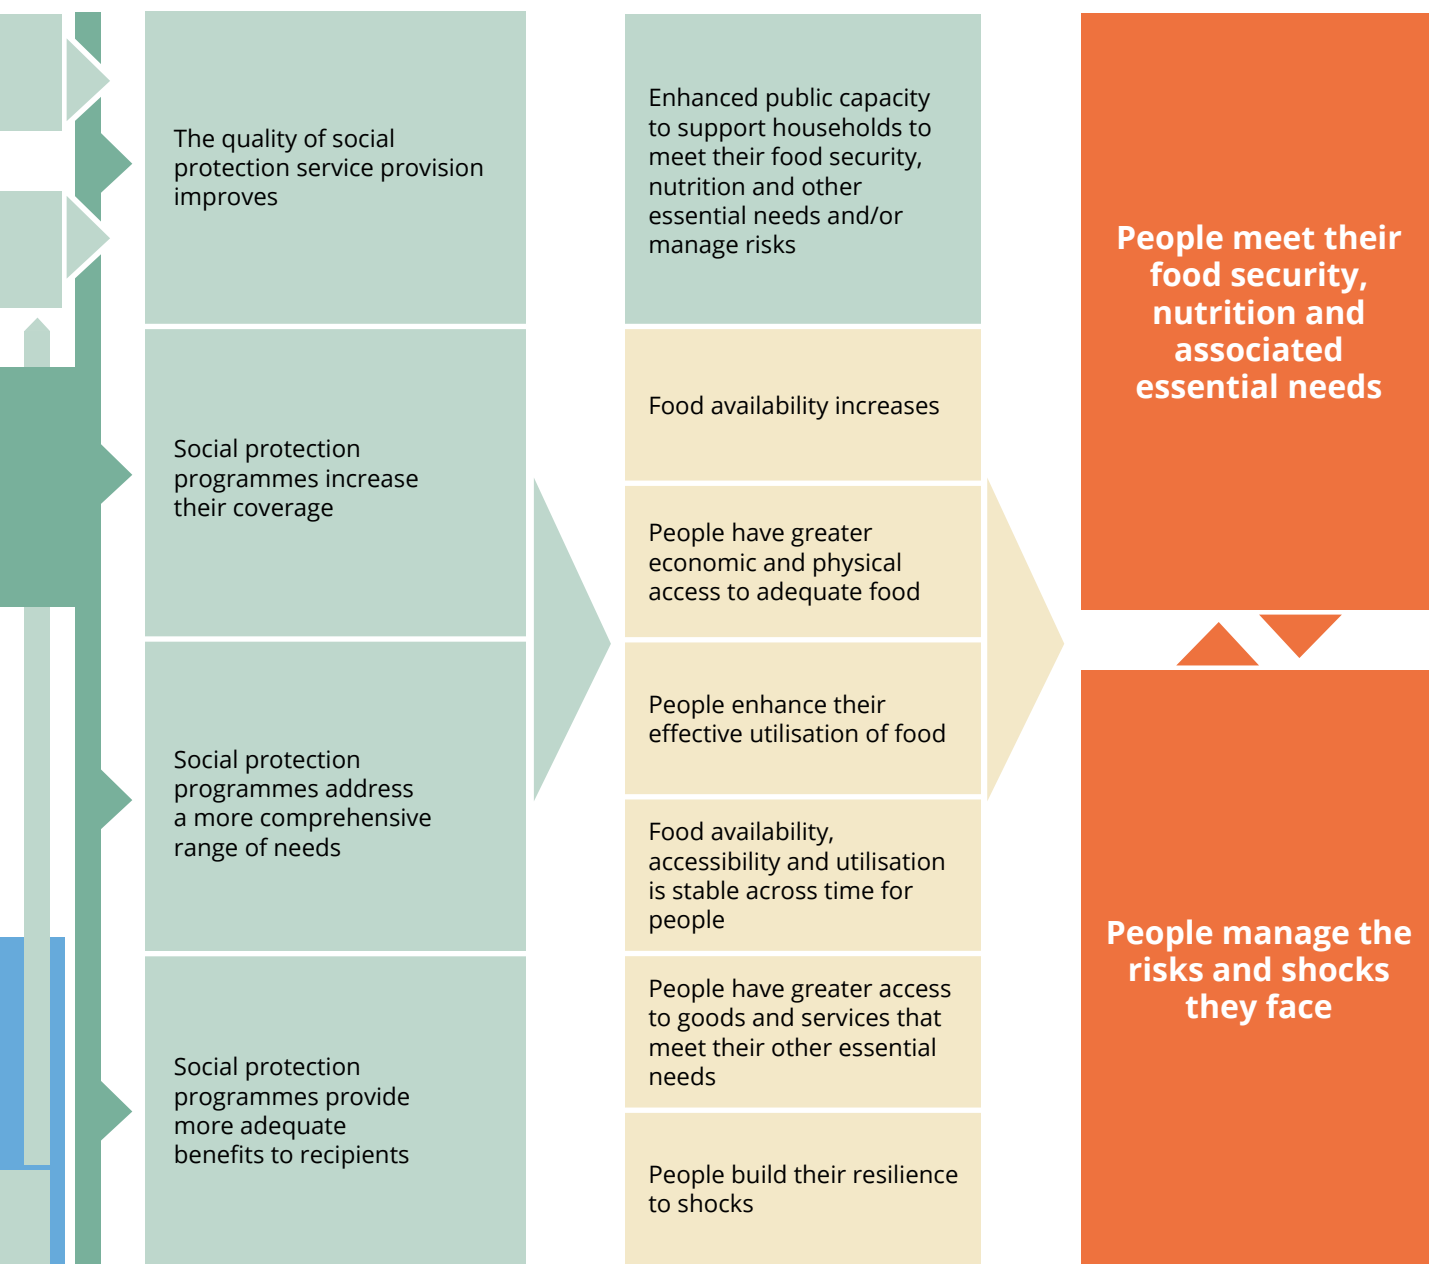 The quality of social
protection service provision
improves
Social protection
programmes increase
their coverage
Social protection
programmes address
a more comprehensive
range of needs
Social protection
programmes provide
more adequate
benefits to recipients
Enhanced public capacity
to support households to
meet their food security,
nutrition and other
essential needs and/or
manage risks
Food availability increases
People have greater
economic and physical
access to adequate food
People enhance their
effective utilisation of food
Food availability,
accessibility and utilisation
is stable across time for
people
People have greater access
to goods and services that
meet their other essential
needs
People build their resilience
to shocks
People meet their
food security,
nutrition and
associated
essential needs
People manage the
risks and shocks
they face